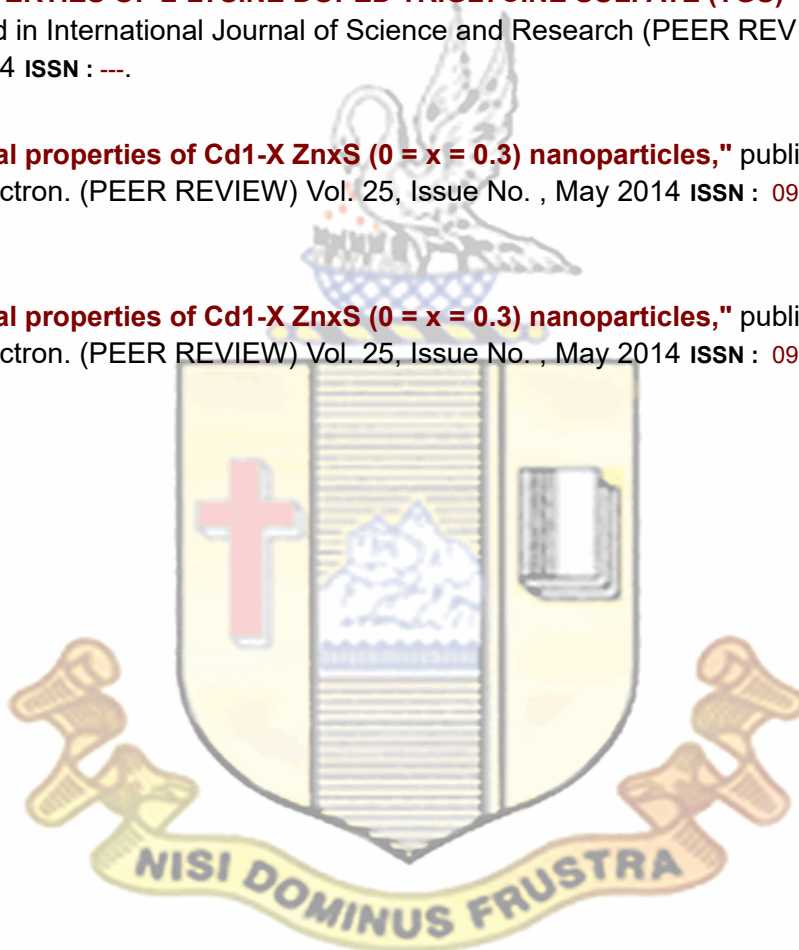 d in International Journal of Science and Research (PEER REV
4 ISSN : ---.
al properties of Cd1-X ZnxS (0 = x = 0.3) nanoparticles," publi
ctron. (PEER REVIEW) Vol. 25, Issue No. , May 2014 ISSN : 09
al properties of Cd1-X ZnxS (0 = x = 0.3) nanoparticles," publi
ctron. (PEER REVIEW) Vol. 25, Issue No. , May 2014 ISSN : 09
NISI DOMINUS FRUSTRA